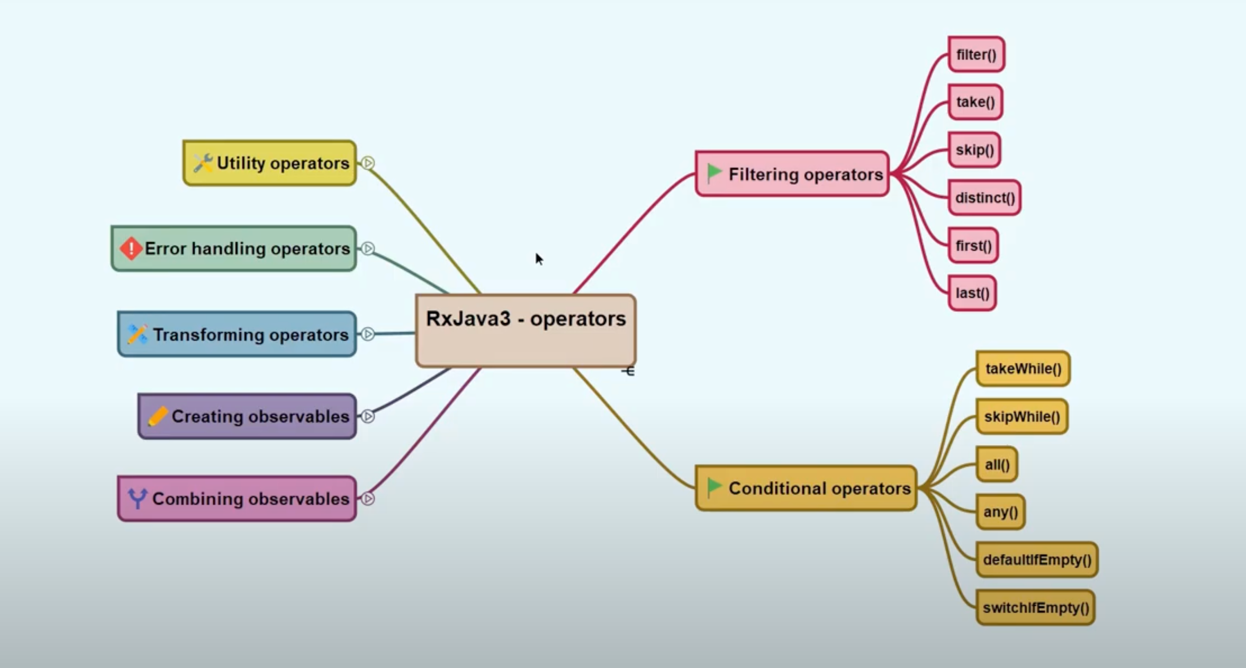 RxJava3 - operators
Utility operators
Error handling operators
Transforming operators
Creating observables
Combining observables
Filtering operators
filter()
take()
skip()
distinct()
first()
last()
Conditional operators
takeWhile()
skipWhile()
all()
any()
defaultIfEmpty()
switchIfEmpty()